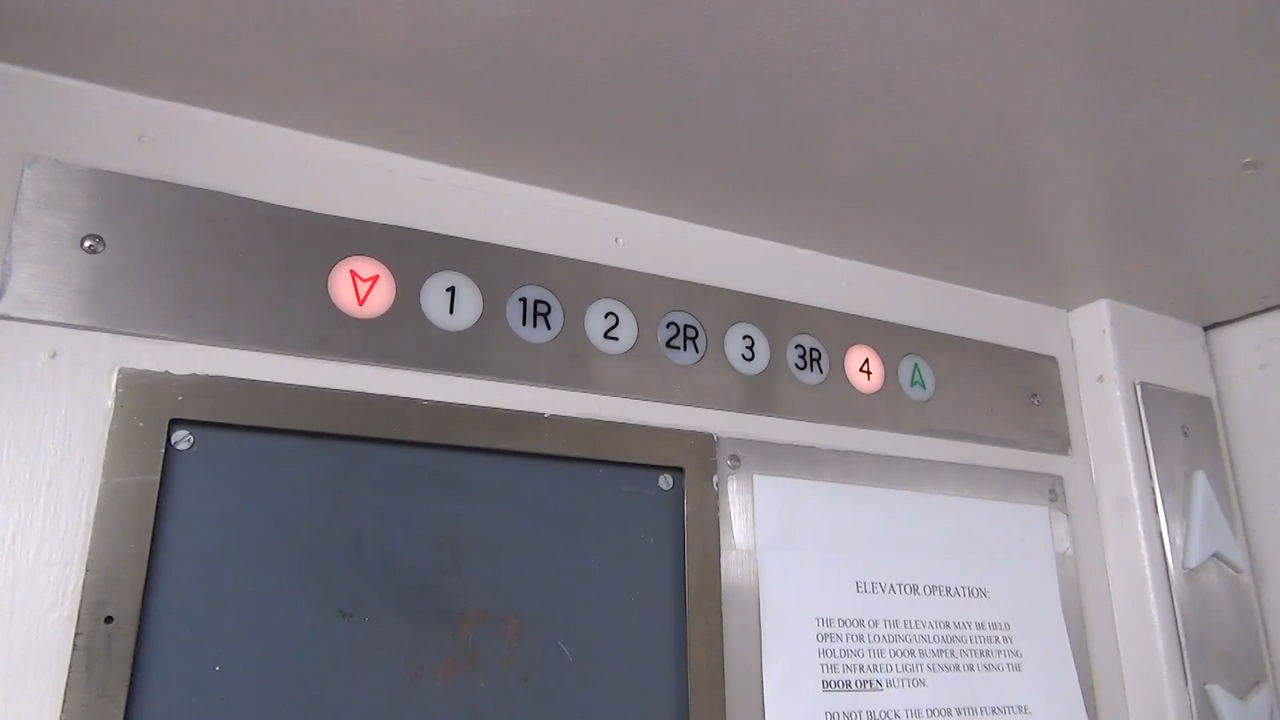 1 1R 2 2R 3 3R 4
ELEVATOR OPERATION:
THE DOOR OF THE ELEVATOR MAY BE HELD
OPEN FOR LOADING/UNLOADING EITHER BY
HOLDING THE DOOR BUMPER, INTERRUPTING
THE INFRARED LIGHT SENSOR OR USING THE
DOOR OPEN BUTTON.
DO NOT BLOCK THE DOOR WITH FURNITURE,